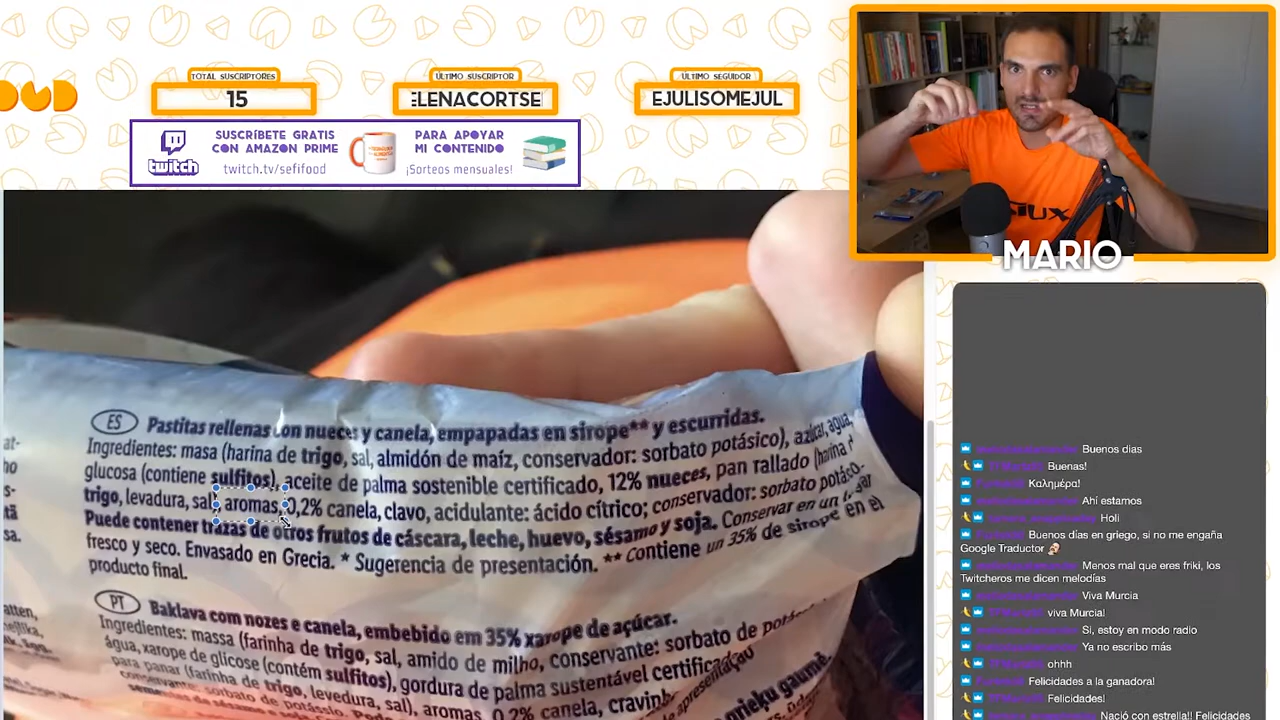 TOTAL SUSCRIPTORES
15
ÚLTIMO SUSCRIPTOR
ELENACORTSE
ÚLTIMO SEGUIDOR
EJULISOMEJUL
twitch
SUSCRÍBETE GRATIS
CON AMAZON PRIME
twitch.tv/sefifood
PARA APOYAR
MI CONTENIDO
¡Sorteos mensuales!
SIUX
MARIO
ES Pastitas rellenas con nueces y canela, empapadas en sirope** y escurridas.
Ingredientes: masa (harina de trigo, sal, almidón de maíz, conservador: sorbato potásico), azúcar, agua,
glucosa (contiene sulfitos), aceite de palma sostenible certificado, 12% nueces, pan rallado (harina
trigo, levadura, sal), aromas, 0,2% canela, clavo, acidulante: ácido cítrico; conservador: sorbato potásico.
Puede contener trazas de otros frutos de cáscara, leche, huevo, sésamo y soja. Conservar en un lugar
fresco y seco. Envasado en Grecia. * Sugerencia de presentación. ** Contiene un 35% de sirope en el
producto final.
PT Baklava com nozes e canela, embebido em 35% xarope de açúcar.
Ingredientes: massa (farinha de trigo, sal, amido de milho, conservante: sorbato de
água, xarope de glicose (contém sulfitos), gordura de palma sustentável
para panar (farinha de trigo, levedura, sal), aromas, 0,2% canela,
conservante: sorbato de potássio.
Buenos dias
Buenas!
Καλημέρα!
Ahí estamos
Holi
Buenos días en griego, si no me engaña
Google Traductor
Menos mal que eres friki, los
Twitcheros me dicen melodías
Viva Murcia
viva Murcia!
Sí, estoy en modo radio
Ya no escribo más
ohhh
Felicidades a la ganadora!
Felicidades!
Nació con estrella!! Felicidades